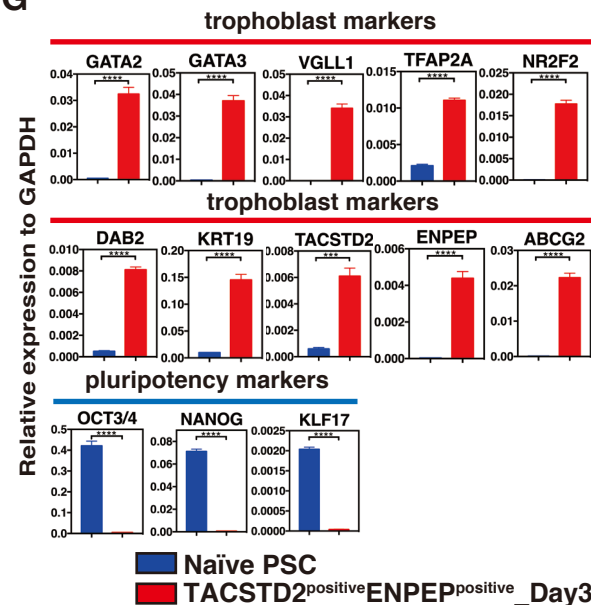 G
trophoblast markers
GATA2 GATA3 VGLL1 TFAP2A NR2F2
**** **** **** **** ****
0.04 0.03 0.02 0.01 0.00
0.05 0.04 0.03 0.02 0.01 0.00
0.05 0.04 0.03 0.02 0.01 0.00
0.015 0.010 0.005 0.000
0.025 0.020 0.015 0.010 0.005 0.000
Relative expression to GAPDH
trophoblast markers
DAB2 KRT19 TACSTD2 ENPEP ABCG2
**** **** *** **** ****
0.010 0.008 0.006 0.004 0.002 0.000
0.20 0.15 0.10 0.05 0.00
0.008 0.006 0.004 0.002 0.000
0.006 0.004 0.002 0.000
0.03 0.02 0.01 0.00
pluripotency markers
OCT3/4 NANOG KLF17
**** **** ****
0.5 0.4 0.3 0.2 0.1 0.0
0.08 0.06 0.04 0.02 0.00
0.0025 0.0020 0.0015 0.0010 0.0005 0.0000
Naïve PSC
TACSTD2positiveENPEPpositive_Day3